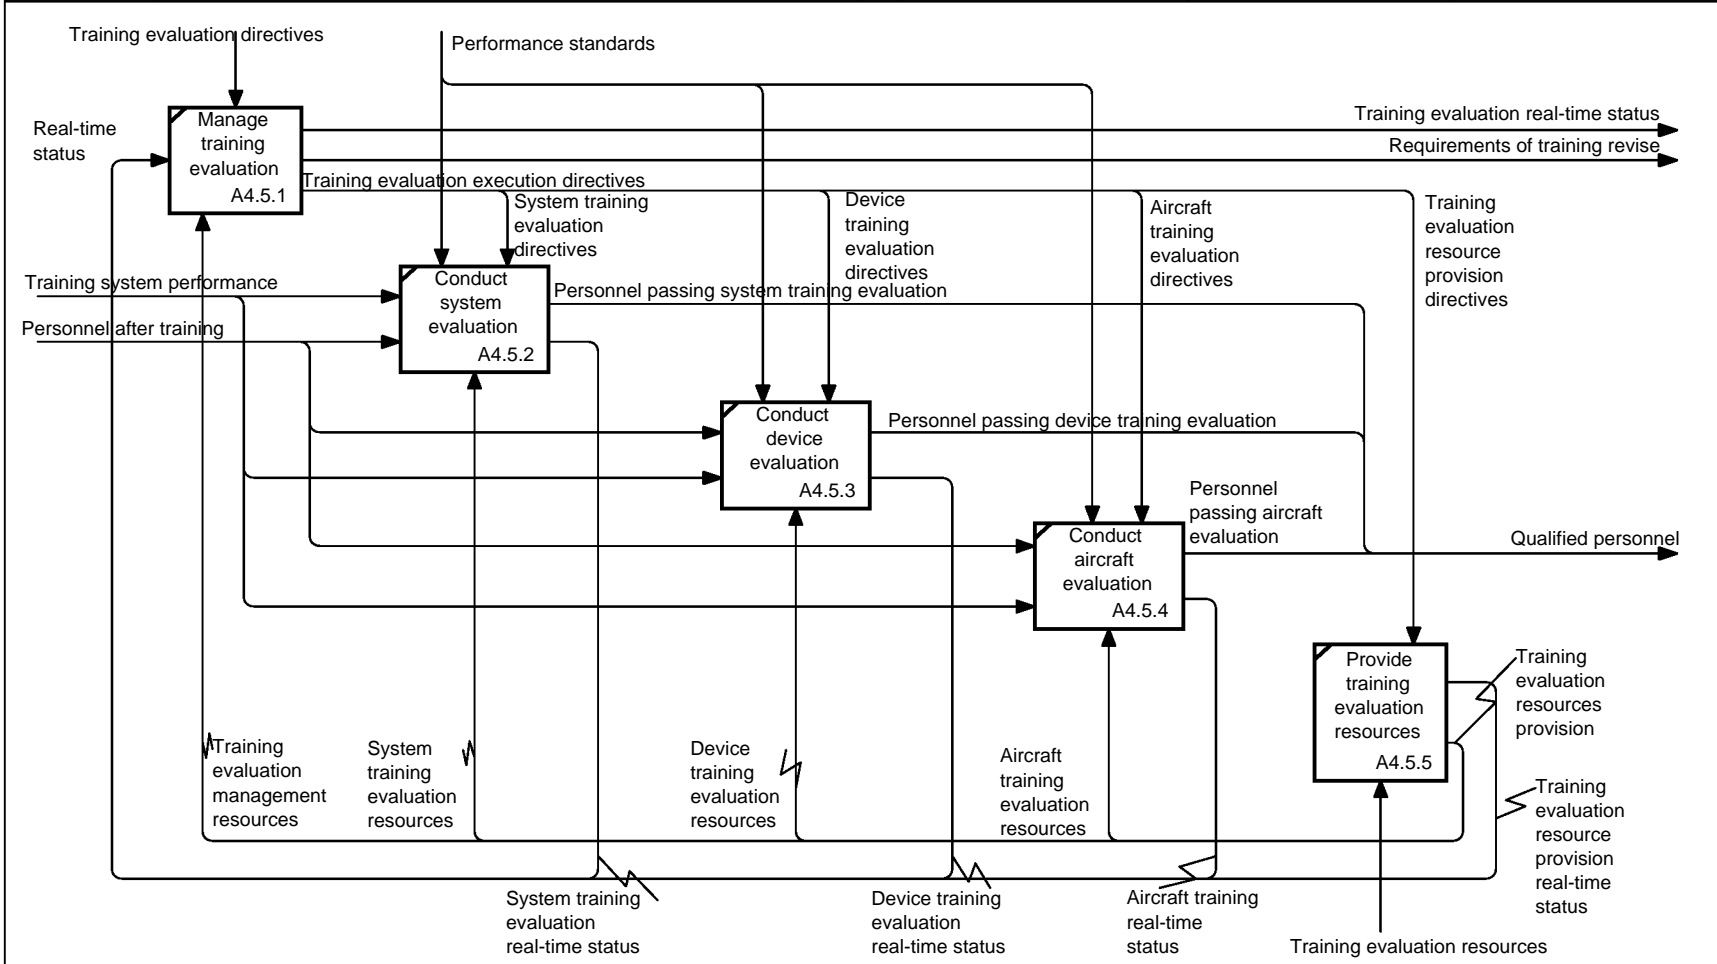 Training evaluation directives
Performance standards
Real-time
status
Manage
training
evaluation
A4.5.1
Training evaluation real-time status
Requirements of training revise
Training evaluation execution directives
System training
evaluation
directives
Device
training
evaluation
directives
Aircraft
training
evaluation
directives
Training
evaluation
resource
provision
directives
Training system performance
Personnel after training
Conduct
system
evaluation
A4.5.2
Personnel passing system training evaluation
Conduct
device
evaluation
A4.5.3
Personnel passing device training evaluation
Personnel
passing aircraft
evaluation
Conduct
aircraft
evaluation
A4.5.4
Qualified personnel
Provide
training
evaluation
resources
A4.5.5
Training
evaluation
resources
provision
Training
evaluation
management
resources
System
training
evaluation
resources
Device
training
evaluation
resources
Aircraft
training
evaluation
resources
Training
evaluation
resource
provision
real-time
status
System training
evaluation
real-time status
Device training
evaluation
real-time status
Aircraft training
real-time
status
Training evaluation resources